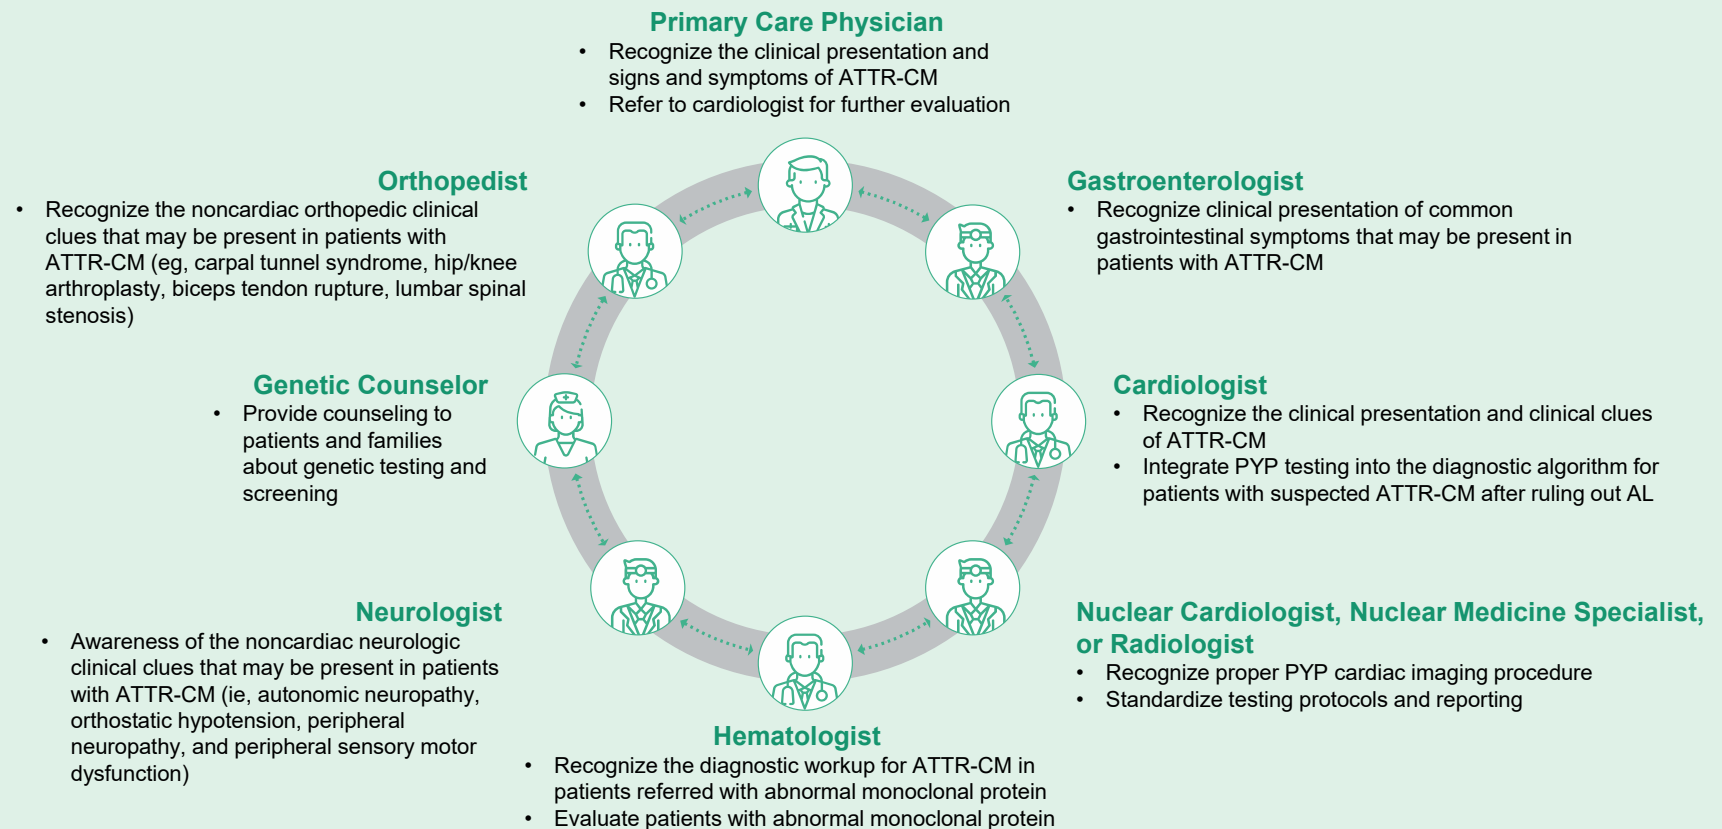 Primary Care Physician
• Recognize the clinical presentation and
signs and symptoms of ATTR-CM
• Refer to cardiologist for further evaluation
Orthopedist
• Recognize the noncardiac orthopedic clinical
clues that may be present in patients with
ATTR-CM (eg, carpal tunnel syndrome, hip/knee
arthroplasty, biceps tendon rupture, lumbar spinal
stenosis)
Gastroenterologist
• Recognize clinical presentation of common
gastrointestinal symptoms that may be present in
patients with ATTR-CM
Genetic Counselor
• Provide counseling to
patients and families
about genetic testing and
screening
Cardiologist
• Recognize the clinical presentation and clinical clues
of ATTR-CM
• Integrate PYP testing into the diagnostic algorithm for
patients with suspected ATTR-CM after ruling out AL
Neurologist
• Awareness of the noncardiac neurologic
clinical clues that may be present in patients
with ATTR-CM (ie, autonomic neuropathy,
orthostatic hypotension, peripheral
neuropathy, and peripheral sensory motor
dysfunction)
Nuclear Cardiologist, Nuclear Medicine Specialist,
or Radiologist
• Recognize proper PYP cardiac imaging procedure
• Standardize testing protocols and reporting
Hematologist
• Recognize the diagnostic workup for ATTR-CM in
patients referred with abnormal monoclonal protein
• Evaluate patients with abnormal monoclonal protein